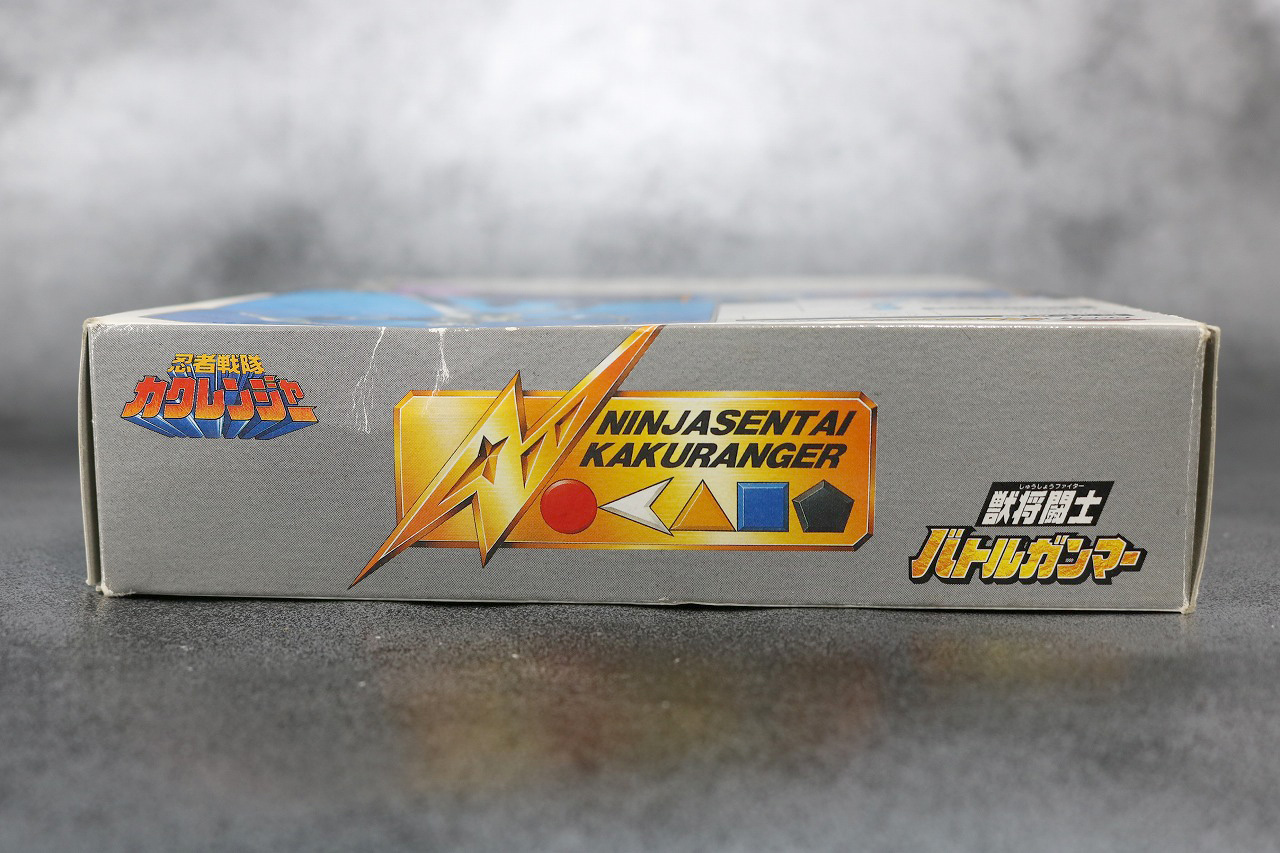 忍者戦隊
カクレンジャー
NINJASENTAI
KAKURANGER
じゅうしょうファイター
獣将闘士
バトルガンマー